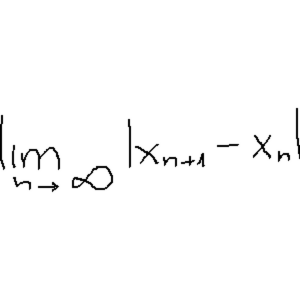 lim_{n→∞} |x_{n+1} - x_n|